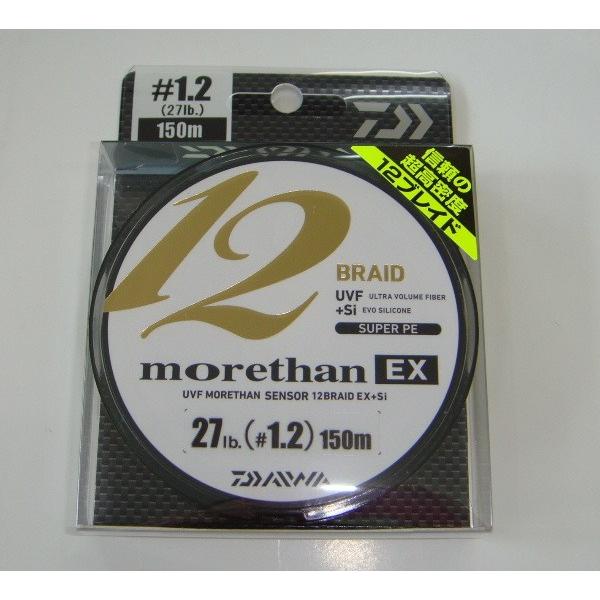 #1.2
(27lb.)
150m
信頼の
超高密度
12ブレイド
12
BRAID
UVF ULTRA VOLUME FIBER
+Si EVO SILICONE
SUPER PE
morethan EX
UVF MORETHAN SENSOR 12BRAID EX+Si
27lb.(#1.2)150m
DAIWA